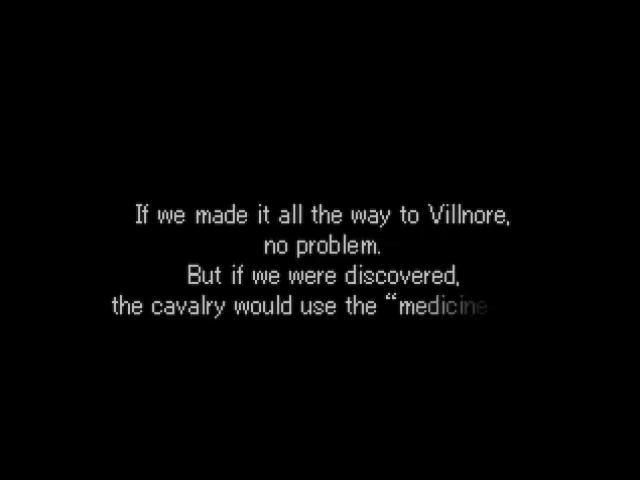 If we made it all the way to Villnore,
no problem.
But if we were discovered,
the cavalry would use the “medicine